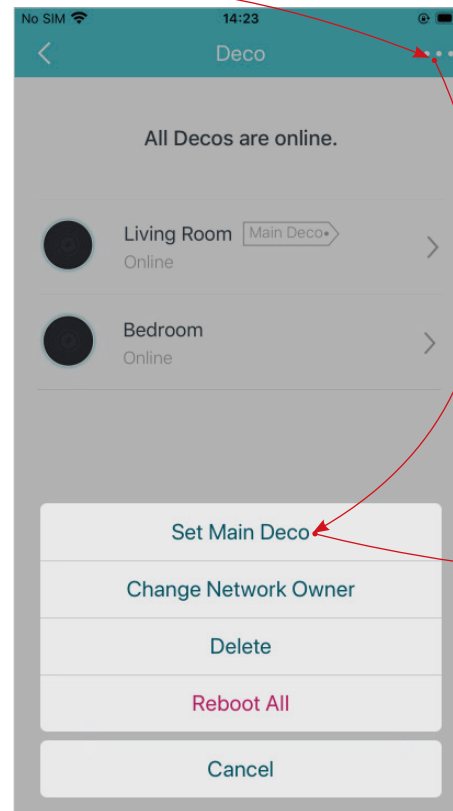 No SIM 14:23
Deco
All Decos are online.
Living Room Main Deco
Online
Bedroom
Online
Set Main Deco
Change Network Owner
Delete
Reboot All
Cancel